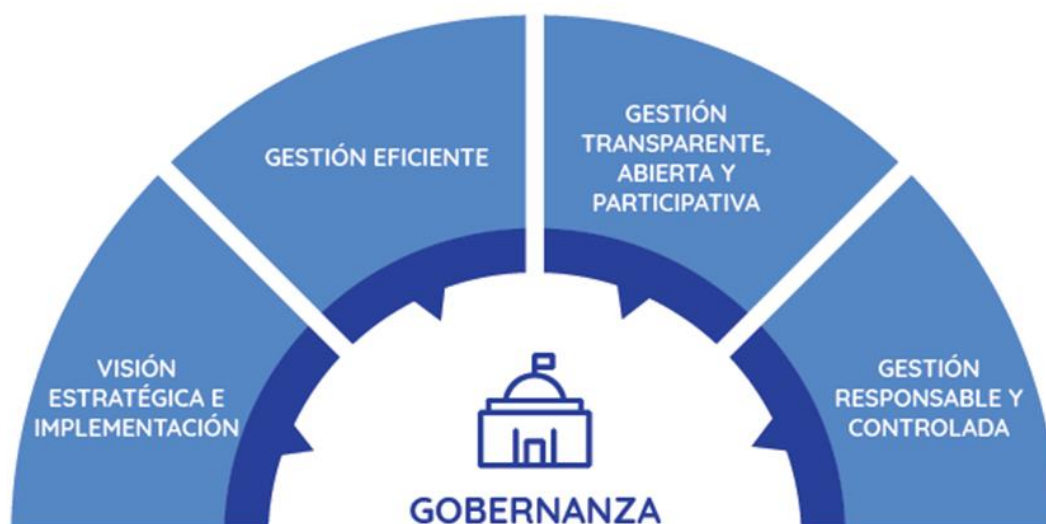 VISIÓN
ESTRATÉGICA E
IMPLEMENTACIÓN
GESTIÓN EFICIENTE
GESTIÓN
TRANSPARENTE,
ABIERTA Y
PARTICIPATIVA
GESTIÓN
RESPONSABLE Y
CONTROLADA
GOBERNANZA